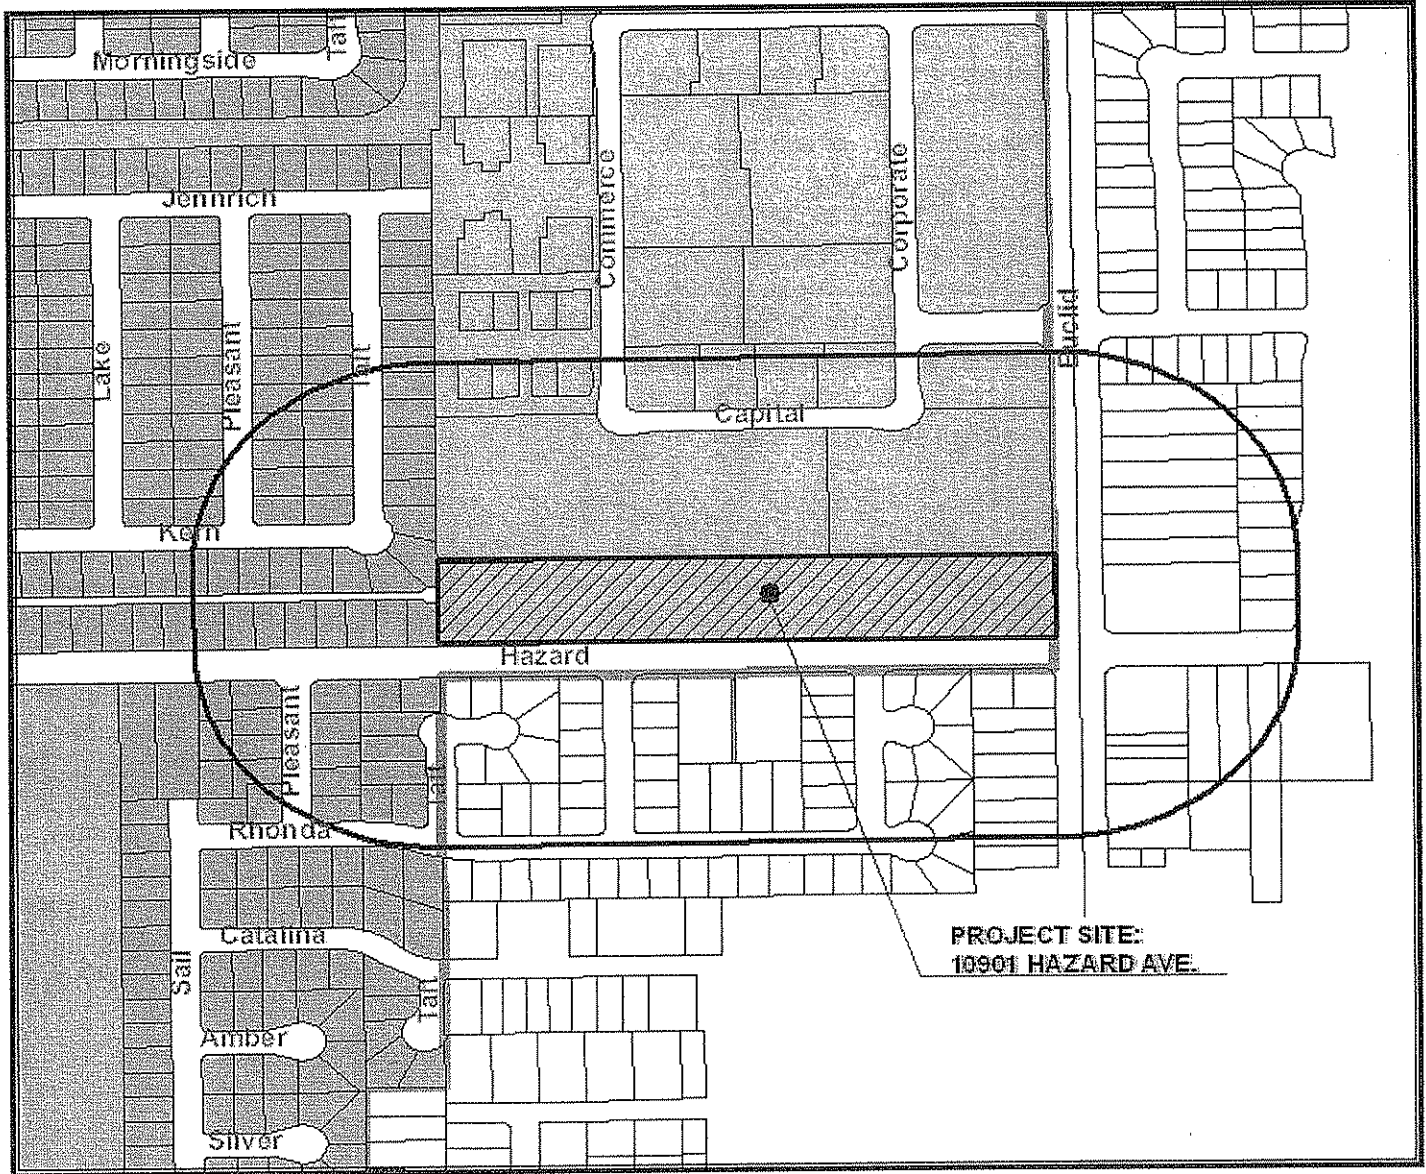 Morningside
Taft
Jennrich
Commerce
Corporate
Lake
Pleasant
Taft
Euclid
Capital
Kern
Hazard
Pleasant
Taft
Rhonda
Catalina
Sail
Taft
Amber
Silver
PROJECT SITE:
10901 HAZARD AVE.